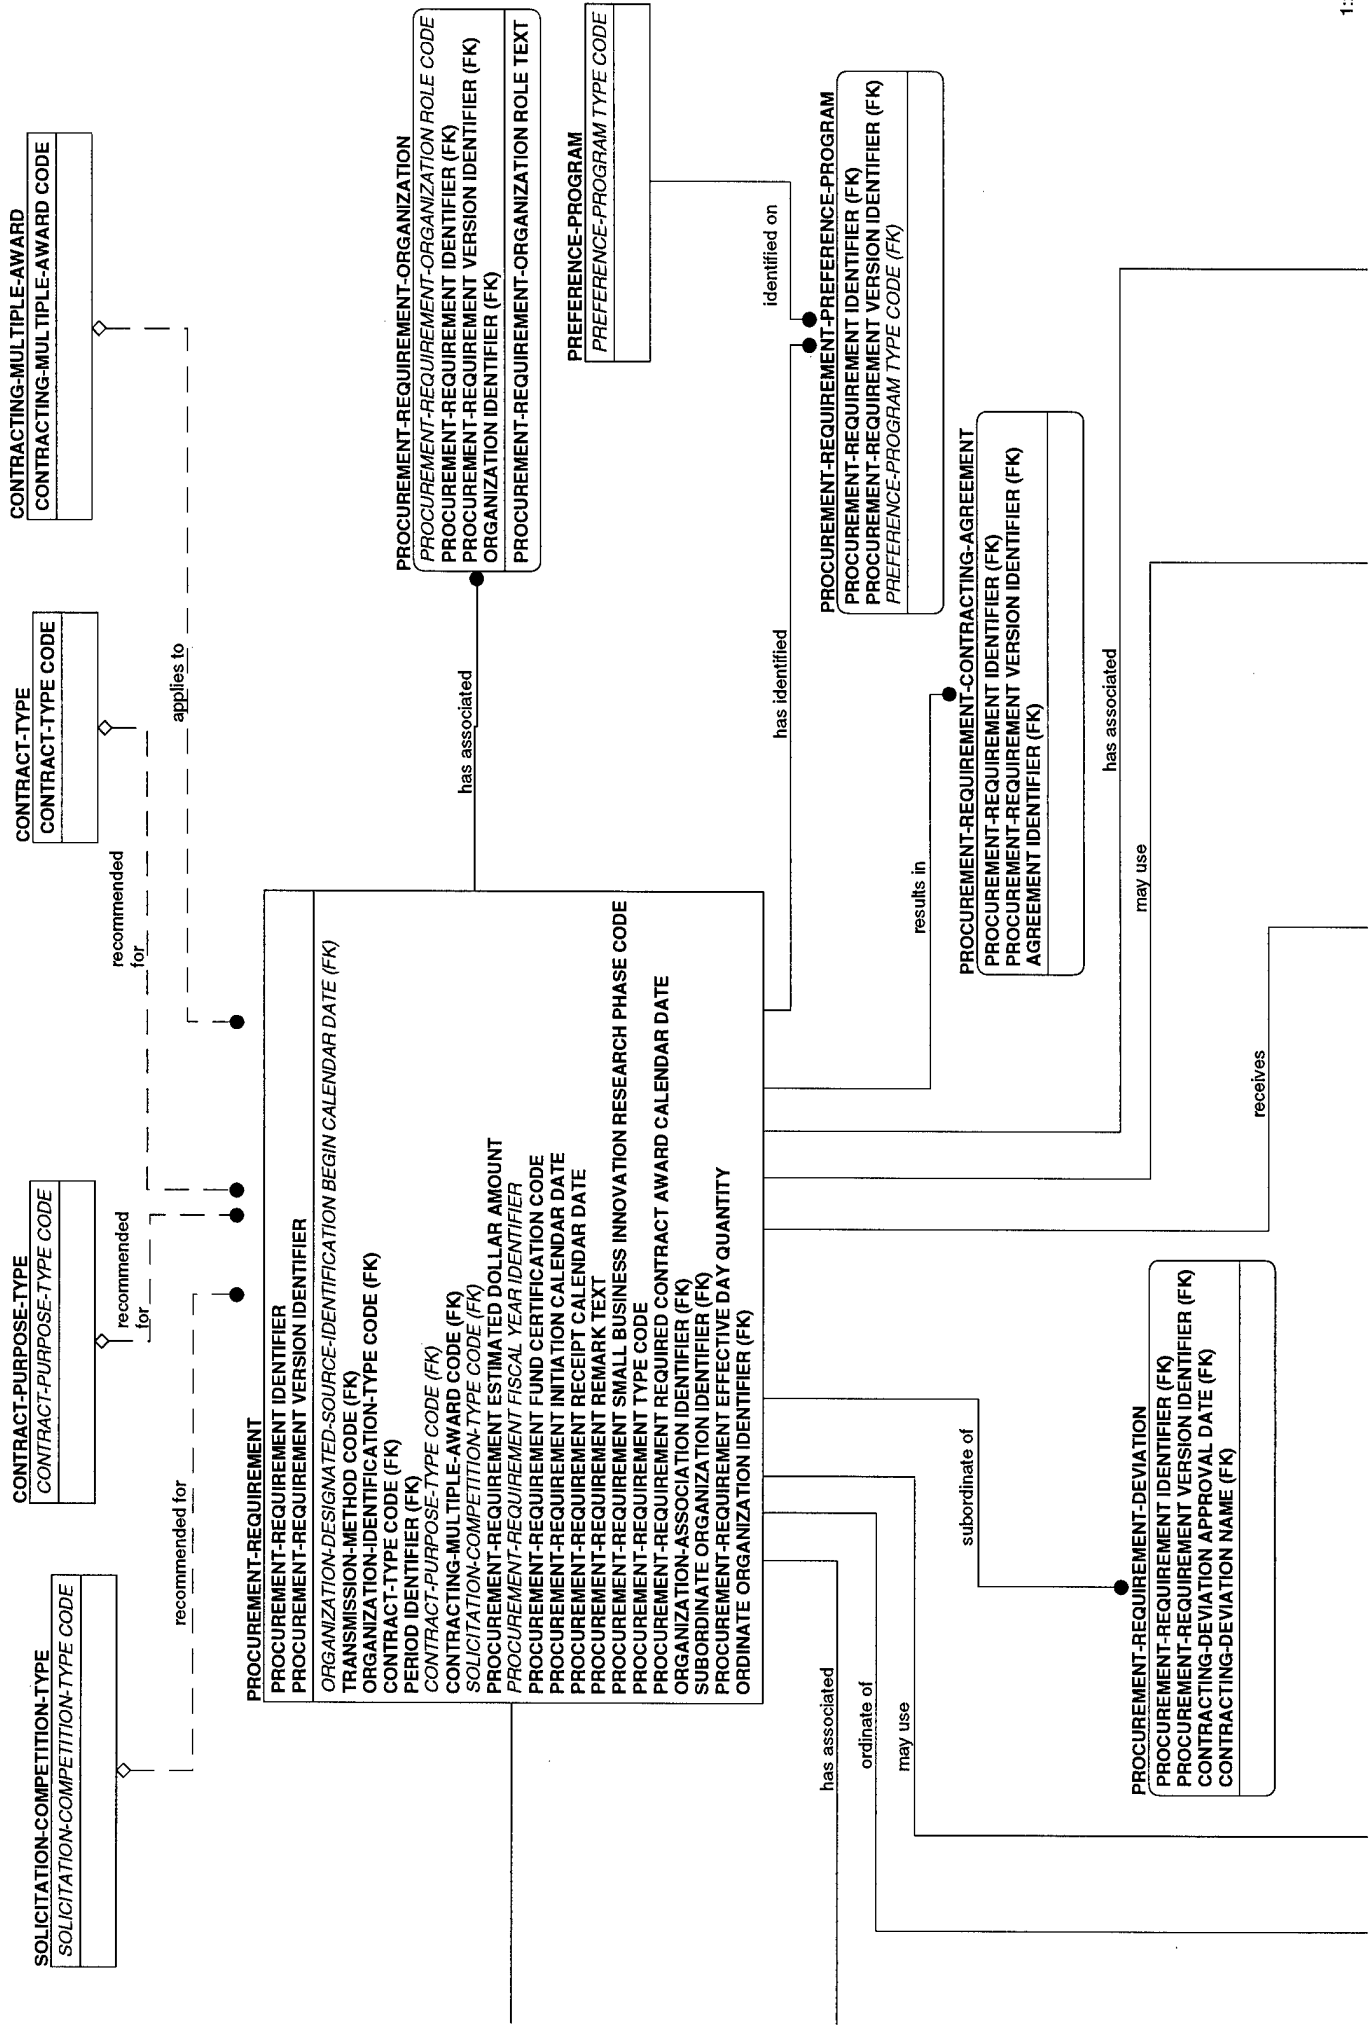 SOLICITATION-COMPETITION-TYPE
SOLICITATION-COMPETITION-TYPE CODE
CONTRACT-PURPOSE-TYPE
CONTRACT-PURPOSE-TYPE CODE
CONTRACT-TYPE
CONTRACT-TYPE CODE
CONTRACTING-MULTIPLE-AWARD
CONTRACTING-MULTIPLE-AWARD CODE
recommended for
recommended
for
recommended
for
applies to
PROCUREMENT-REQUIREMENT
PROCUREMENT-REQUIREMENT IDENTIFIER
PROCUREMENT-REQUIREMENT VERSION IDENTIFIER
ORGANIZATION-DESIGNATED-SOURCE-IDENTIFICATION BEGIN CALENDAR DATE (FK)
TRANSMISSION-METHOD CODE (FK)
ORGANIZATION-IDENTIFICATION-TYPE CODE (FK)
CONTRACT-TYPE CODE (FK)
PERIOD IDENTIFIER (FK)
CONTRACT-PURPOSE-TYPE CODE (FK)
CONTRACTING-MULTIPLE-AWARD CODE (FK)
SOLICITATION-COMPETITION-TYPE CODE (FK)
PROCUREMENT-REQUIREMENT ESTIMATED DOLLAR AMOUNT
PROCUREMENT-REQUIREMENT FISCAL YEAR IDENTIFIER
PROCUREMENT-REQUIREMENT FUND CERTIFICATION CODE
PROCUREMENT-REQUIREMENT INITIATION CALENDAR DATE
PROCUREMENT-REQUIREMENT RECEIPT CALENDAR DATE
PROCUREMENT-REQUIREMENT REMARK TEXT
PROCUREMENT-REQUIREMENT SMALL BUSINESS INNOVATION RESEARCH PHASE CODE
PROCUREMENT-REQUIREMENT TYPE CODE
PROCUREMENT-REQUIREMENT REQUIRED CONTRACT AWARD CALENDAR DATE
ORGANIZATION-ASSOCIATION IDENTIFIER (FK)
SUBORDINATE ORGANIZATION IDENTIFIER (FK)
PROCUREMENT-REQUIREMENT EFFECTIVE DAY QUANTITY
ORDINATE ORGANIZATION IDENTIFIER (FK)
has associated
PROCUREMENT-REQUIREMENT-ORGANIZATION
PROCUREMENT-REQUIREMENT-ORGANIZATION ROLE CODE
PROCUREMENT-REQUIREMENT IDENTIFIER (FK)
PROCUREMENT-REQUIREMENT VERSION IDENTIFIER (FK)
ORGANIZATION IDENTIFIER (FK)
PROCUREMENT-REQUIREMENT-ORGANIZATION ROLE TEXT
PREFERENCE-PROGRAM
PREFERENCE-PROGRAM TYPE CODE
identified on
has identified
PROCUREMENT-REQUIREMENT-PREFERENCE-PROGRAM
PROCUREMENT-REQUIREMENT IDENTIFIER (FK)
PROCUREMENT-REQUIREMENT VERSION IDENTIFIER (FK)
PREFERENCE-PROGRAM TYPE CODE (FK)
results in
PROCUREMENT-REQUIREMENT-CONTRACTING-AGREEMENT
PROCUREMENT-REQUIREMENT IDENTIFIER (FK)
PROCUREMENT-REQUIREMENT VERSION IDENTIFIER (FK)
AGREEMENT IDENTIFIER (FK)
has associated
may use
receives
has associated
ordinate of
may use
subordinate of
PROCUREMENT-REQUIREMENT-DEVIATION
PROCUREMENT-REQUIREMENT IDENTIFIER (FK)
PROCUREMENT-REQUIREMENT VERSION IDENTIFIER (FK)
CONTRACTING-DEVIATION APPROVAL DATE (FK)
CONTRACTING-DEVIATION NAME (FK)